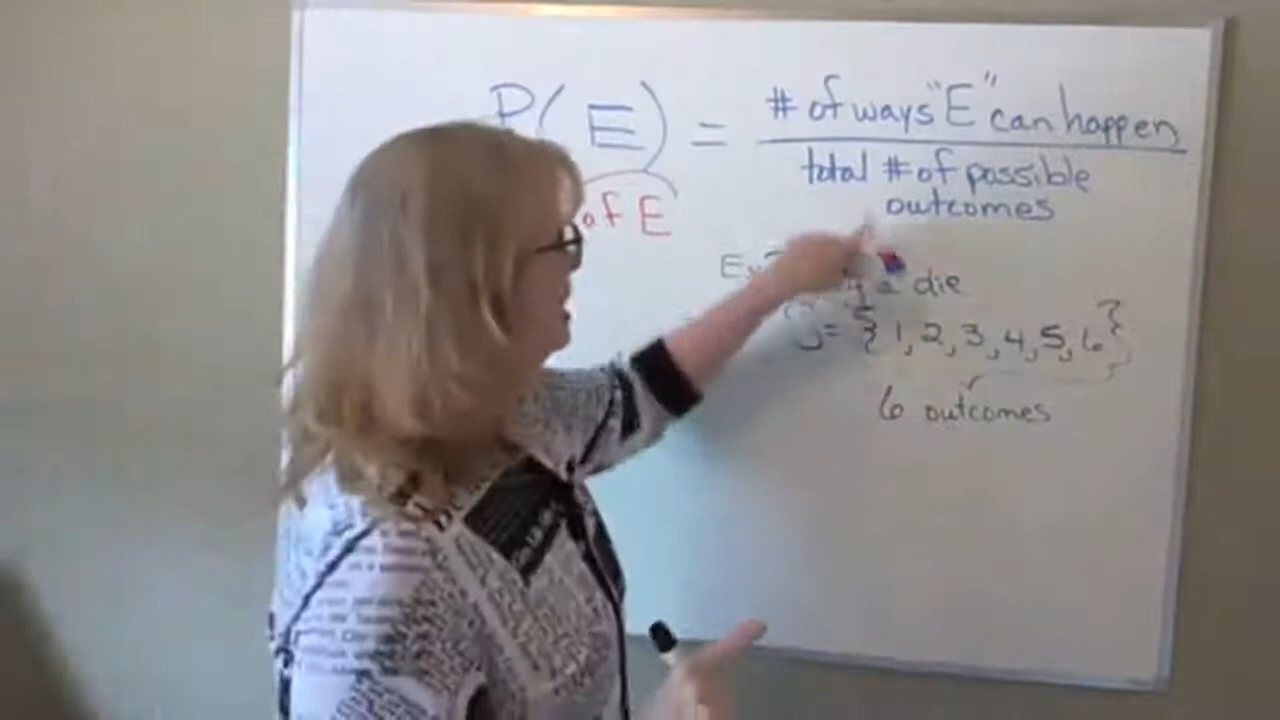 P(E) = # of ways "E" can happen
total # of possible
outcomes
of E
a die
S = {1, 2, 3, 4, 5, 6}
6 outcomes